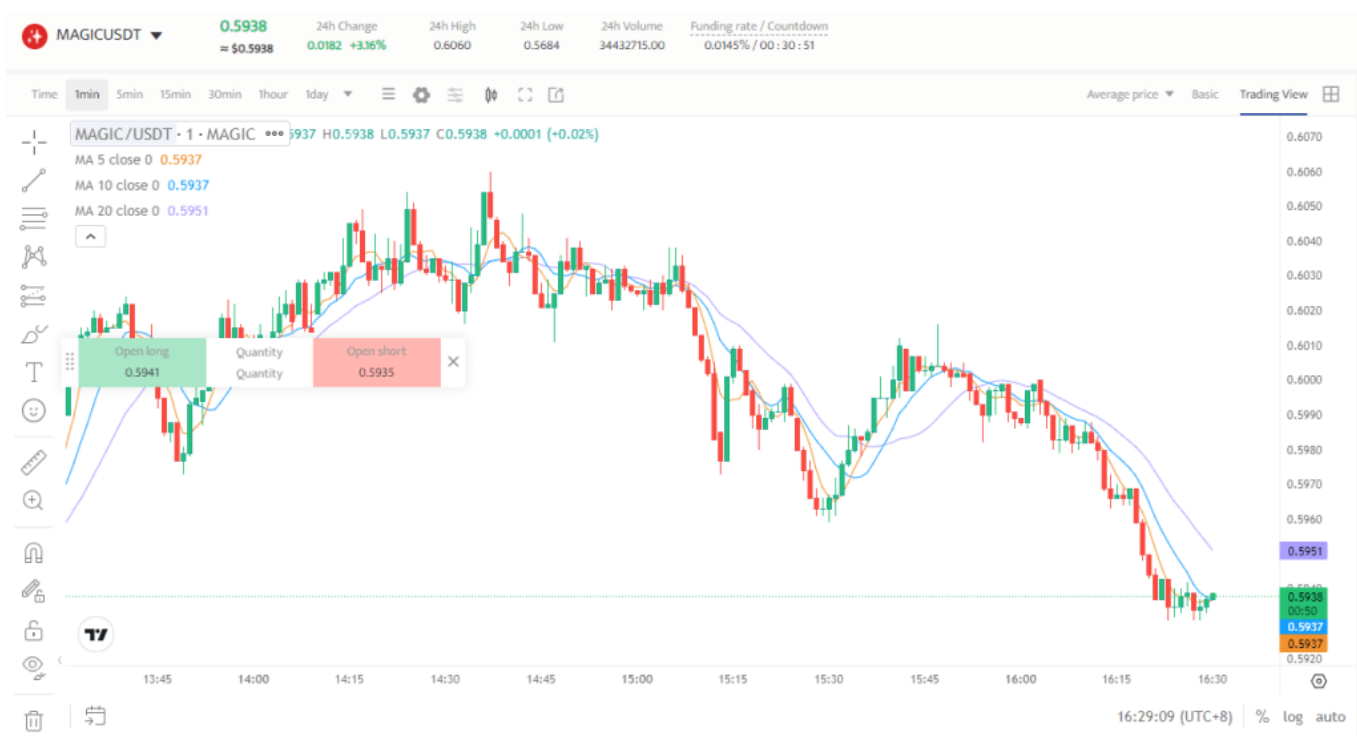 MAGICUSDT
0.5938
≈ $0.5938
24h Change
0.0182 +3.16%
24h High
0.6060
24h Low
0.5684
24h Volume
34432715.00
Funding rate / Countdown
0.0145% / 00 : 30 : 51
Time 1min 5min 15min 30min 1hour 1day
Average price Basic Trading View
MAGIC/USDT · 1 · MAGIC 5937 H0.5938 L0.5937 C0.5938 +0.0001 (+0.02%)
MA 5 close 0 0.5937
MA 10 close 0 0.5937
MA 20 close 0 0.5951
Open long
0.5941
Quantity
Quantity
Open short
0.5935
0.6070
0.6060
0.6050
0.6040
0.6030
0.6020
0.6010
0.6000
0.5990
0.5980
0.5970
0.5960
0.5951
0.5938
00:50
0.5937
0.5937
0.5920
13:45 14:00 14:15 14:30 14:45 15:00 15:15 15:30 15:45 16:00 16:15 16:30
16:29:09 (UTC+8) % log auto